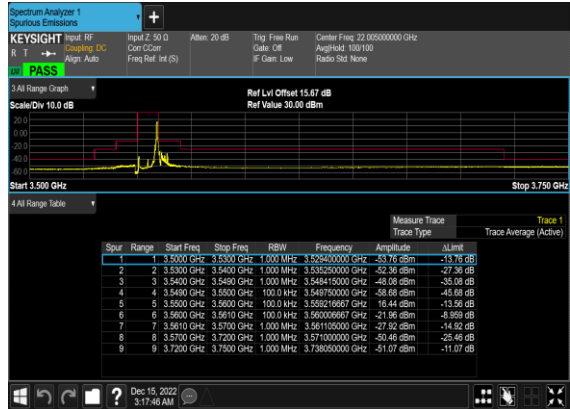 Spectrum Analyzer 1
Spurious Emissions
KEYSIGHT
R T
Input: RF
Coupling: DC
Align: Auto
Input Z: 50 Ω
Corr CCorr
Freq Ref: Int (S)
Atten: 20 dB
Trig: Free Run
Gate: Off
IF Gain: Low
Center Freq: 22.005000000 GHz
Avg|Hold: 100/100
Radio Std: None
PASS
3 All Range Graph
Scale/Div 10.0 dB
Ref Lvl Offset 15.67 dB
Ref Value 30.00 dBm
20.0
0.00
-20.0
-40.0
Start 3.500 GHz
Stop 3.750 GHz
4 All Range Table
Measure Trace Trace 1
Trace Type Trace Average (Active)
Spur Range Start Freq Stop Freq RBW Frequency Amplitude ΔLimit
1 1 3.5000 GHz 3.5300 GHz 1.000 MHz 3.529400000 GHz -53.76 dBm -13.76 dB
2 2 3.5300 GHz 3.5400 GHz 1.000 MHz 3.535250000 GHz -52.36 dBm -27.36 dB
3 3 3.5400 GHz 3.5490 GHz 1.000 MHz 3.548415000 GHz -48.08 dBm -35.08 dB
4 4 3.5490 GHz 3.5500 GHz 100.0 kHz 3.549750000 GHz -58.68 dBm -45.68 dB
5 5 3.5500 GHz 3.5600 GHz 100.0 kHz 3.559216667 GHz 16.44 dBm -13.56 dB
6 6 3.5600 GHz 3.5610 GHz 100.0 kHz 3.560006667 GHz -21.96 dBm -8.959 dB
7 7 3.5610 GHz 3.5700 GHz 1.000 MHz 3.561105000 GHz -27.92 dBm -14.92 dB
8 8 3.5700 GHz 3.7200 GHz 1.000 MHz 3.571000000 GHz -50.46 dBm -25.46 dB
9 9 3.7200 GHz 3.7500 GHz 1.000 MHz 3.738050000 GHz -51.07 dBm -11.07 dB
Dec 15, 2022
3:17:46 AM